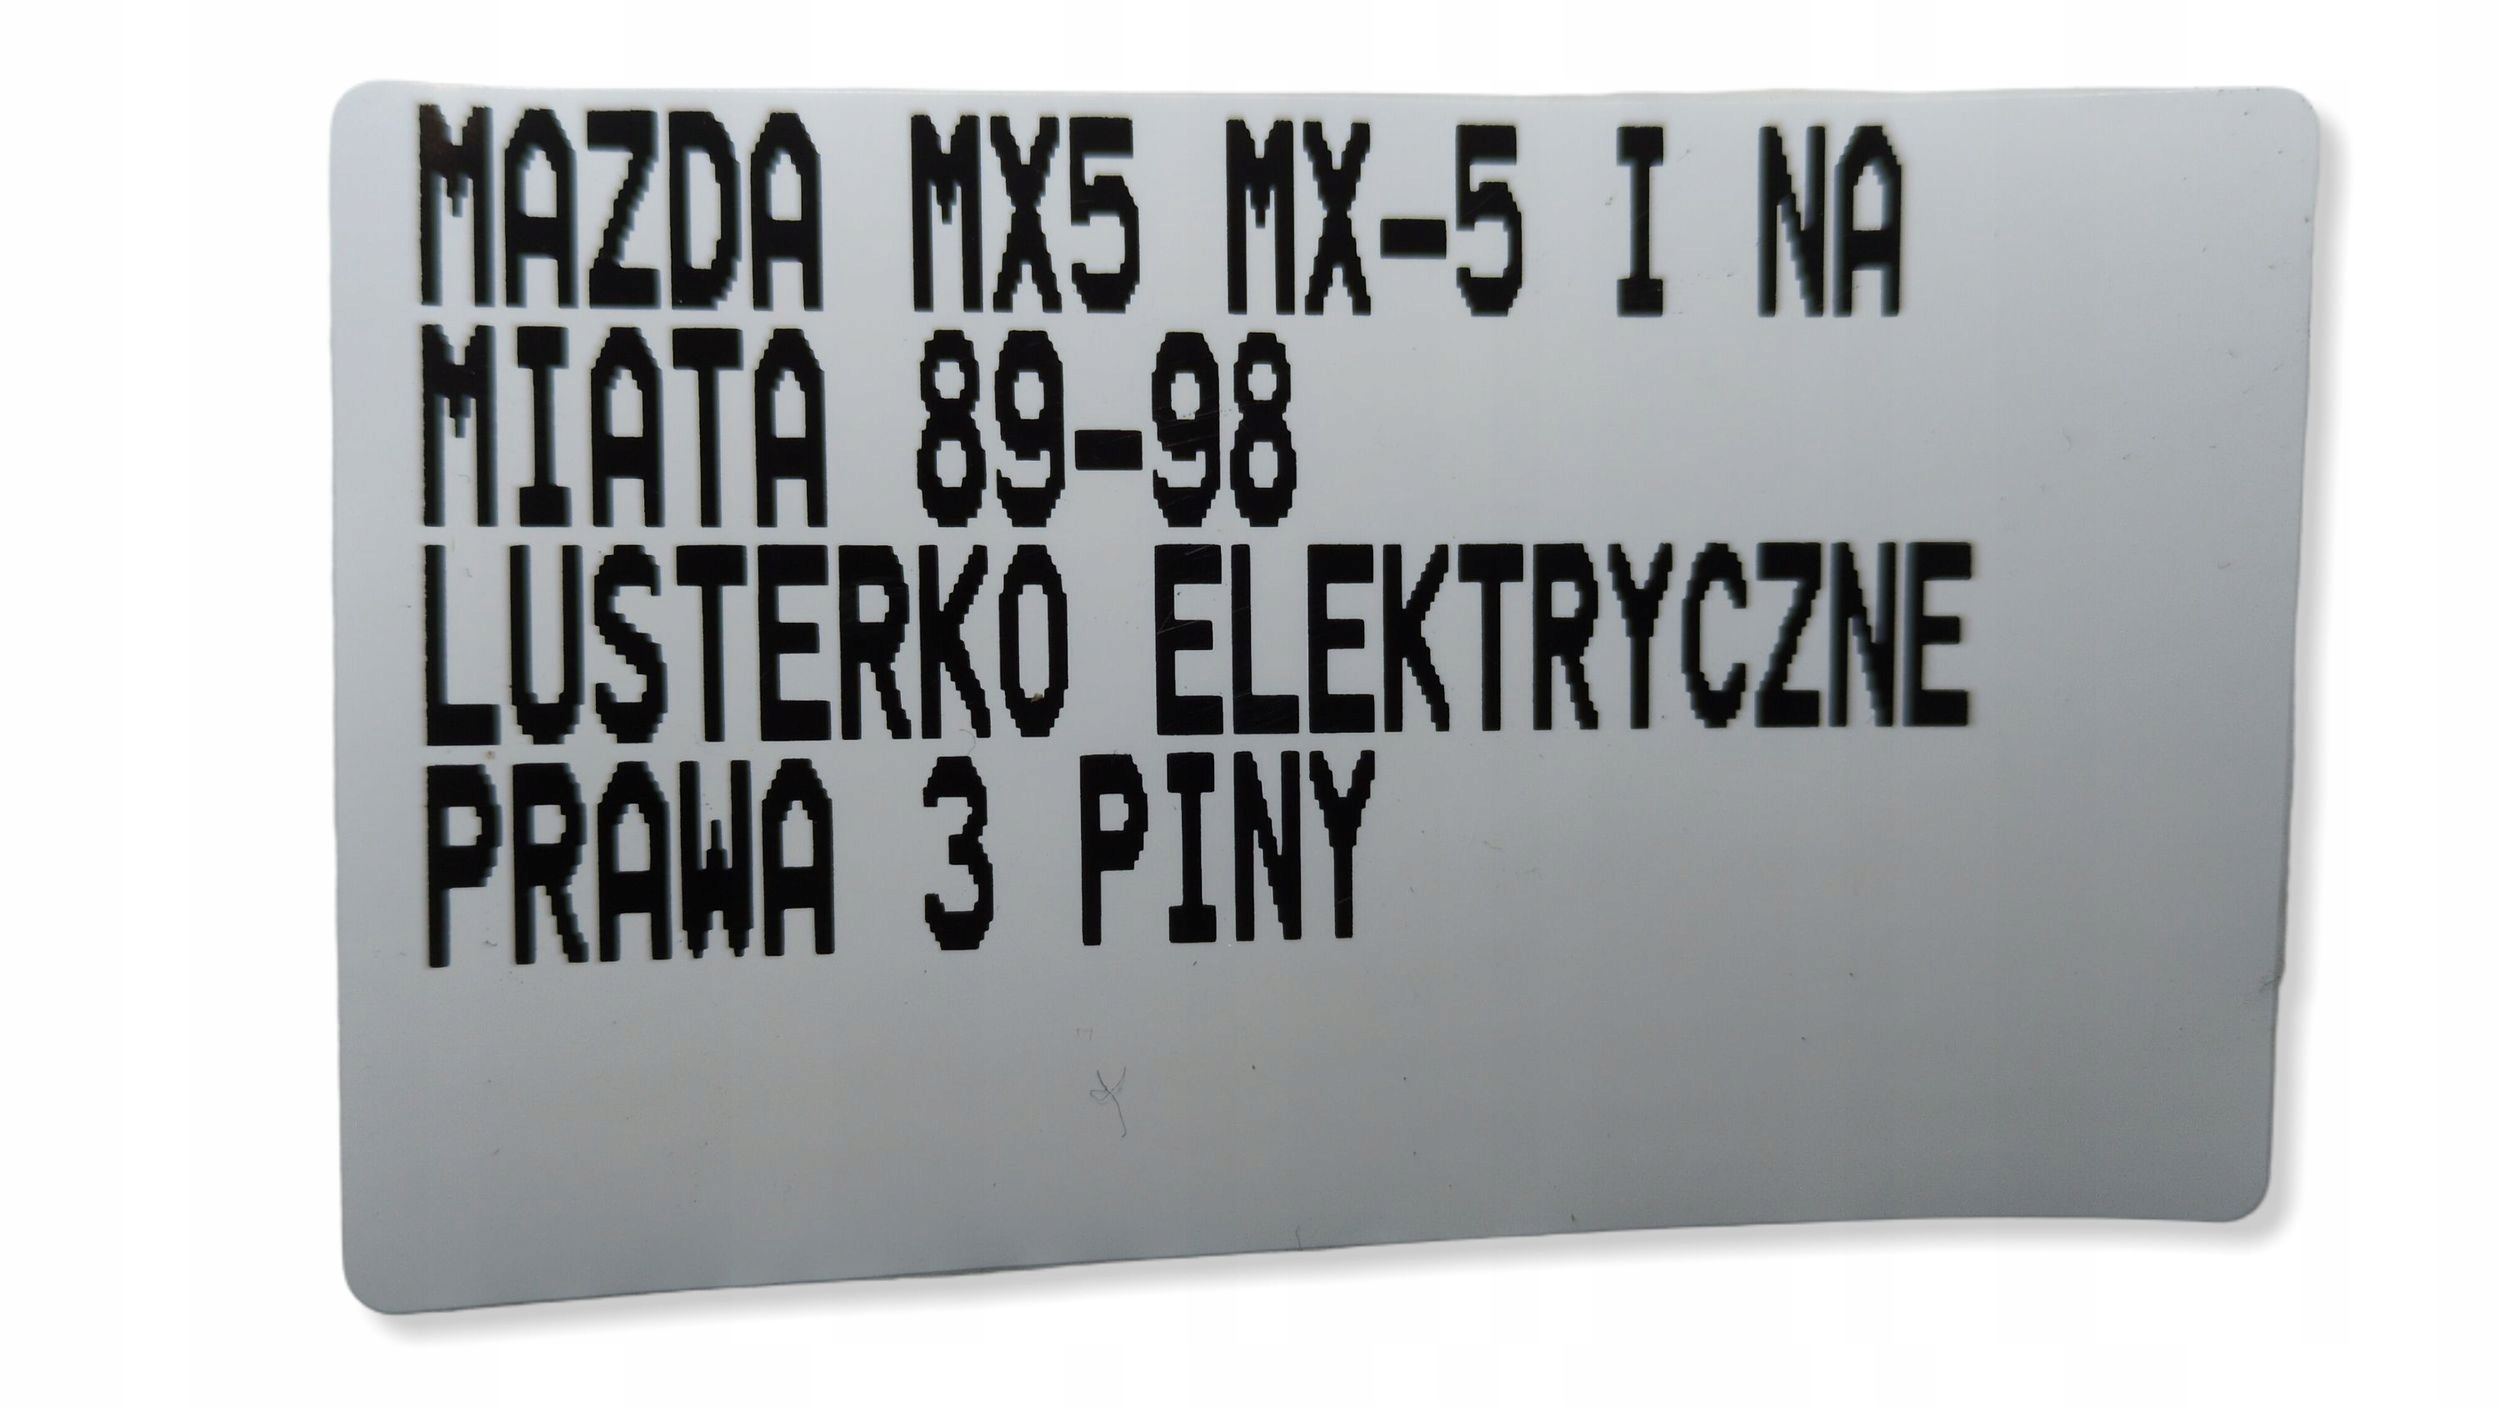 MAZDA MX5 MX-5 I NA
MIATA 89-98
LUSTERKO ELEKTRYCZNE
PRAWA 3 PINY